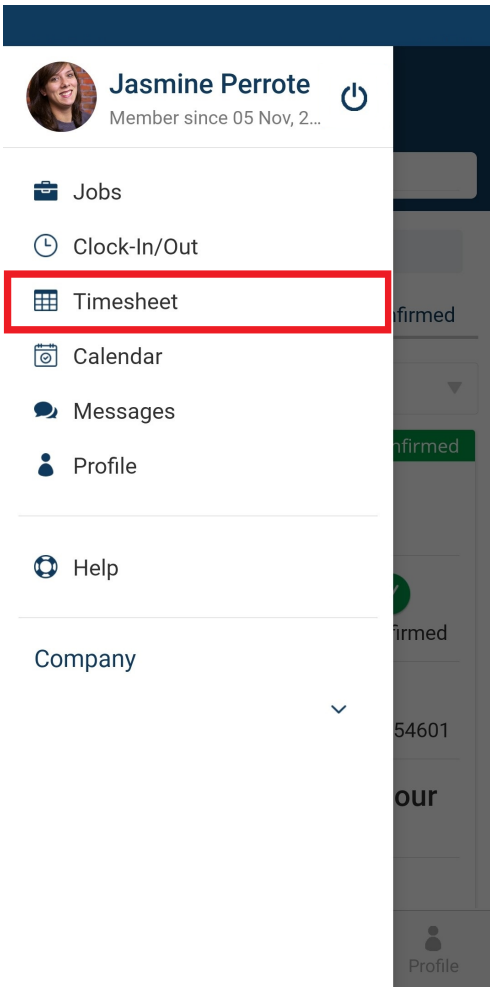 Jasmine Perrote
Member since 05 Nov, 2...
Jobs
Clock-In/Out
Timesheet
nfirmed
Calendar
Messages
nfirmed
Profile
Help
firmed
Company
54601
our
Profile